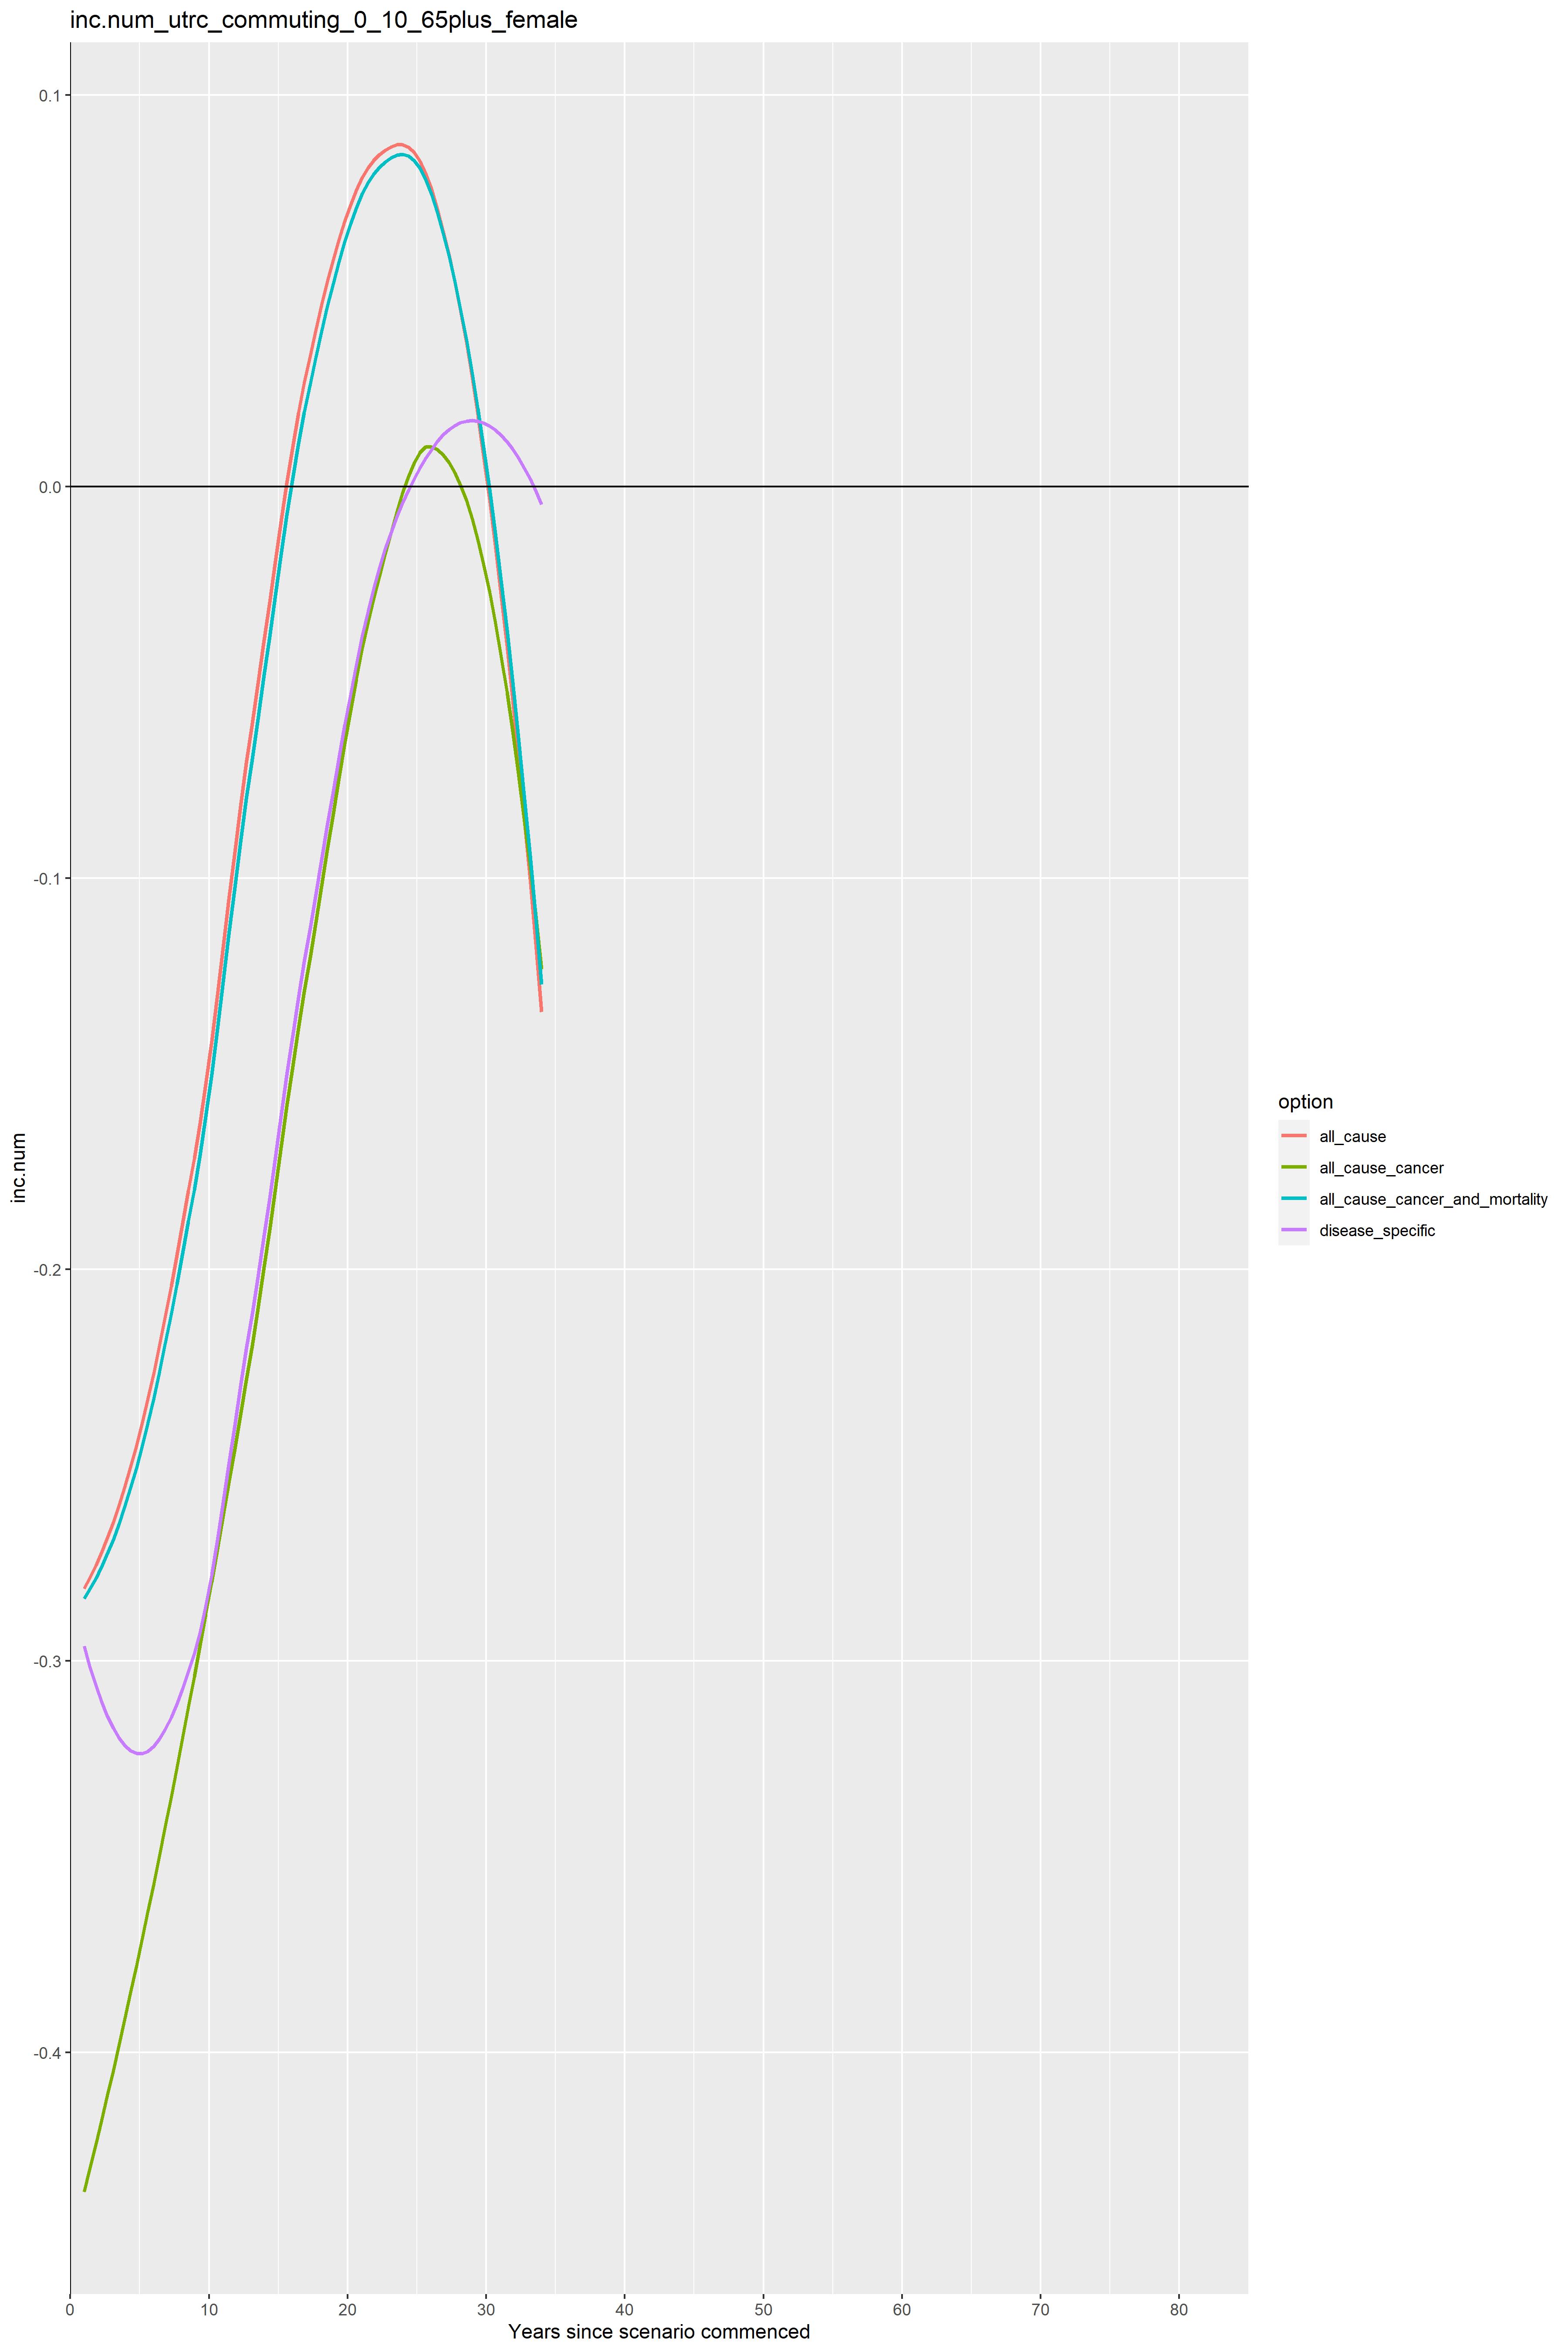 inc.num_utrc_commuting_0_10_65plus_female
0.1
0.0
-0.1
-0.2
-0.3
-0.4
inc.num
0 10 20 30 40 50 60 70 80
Years since scenario commenced
option
all_cause
all_cause_cancer
all_cause_cancer_and_mortality
disease_specific